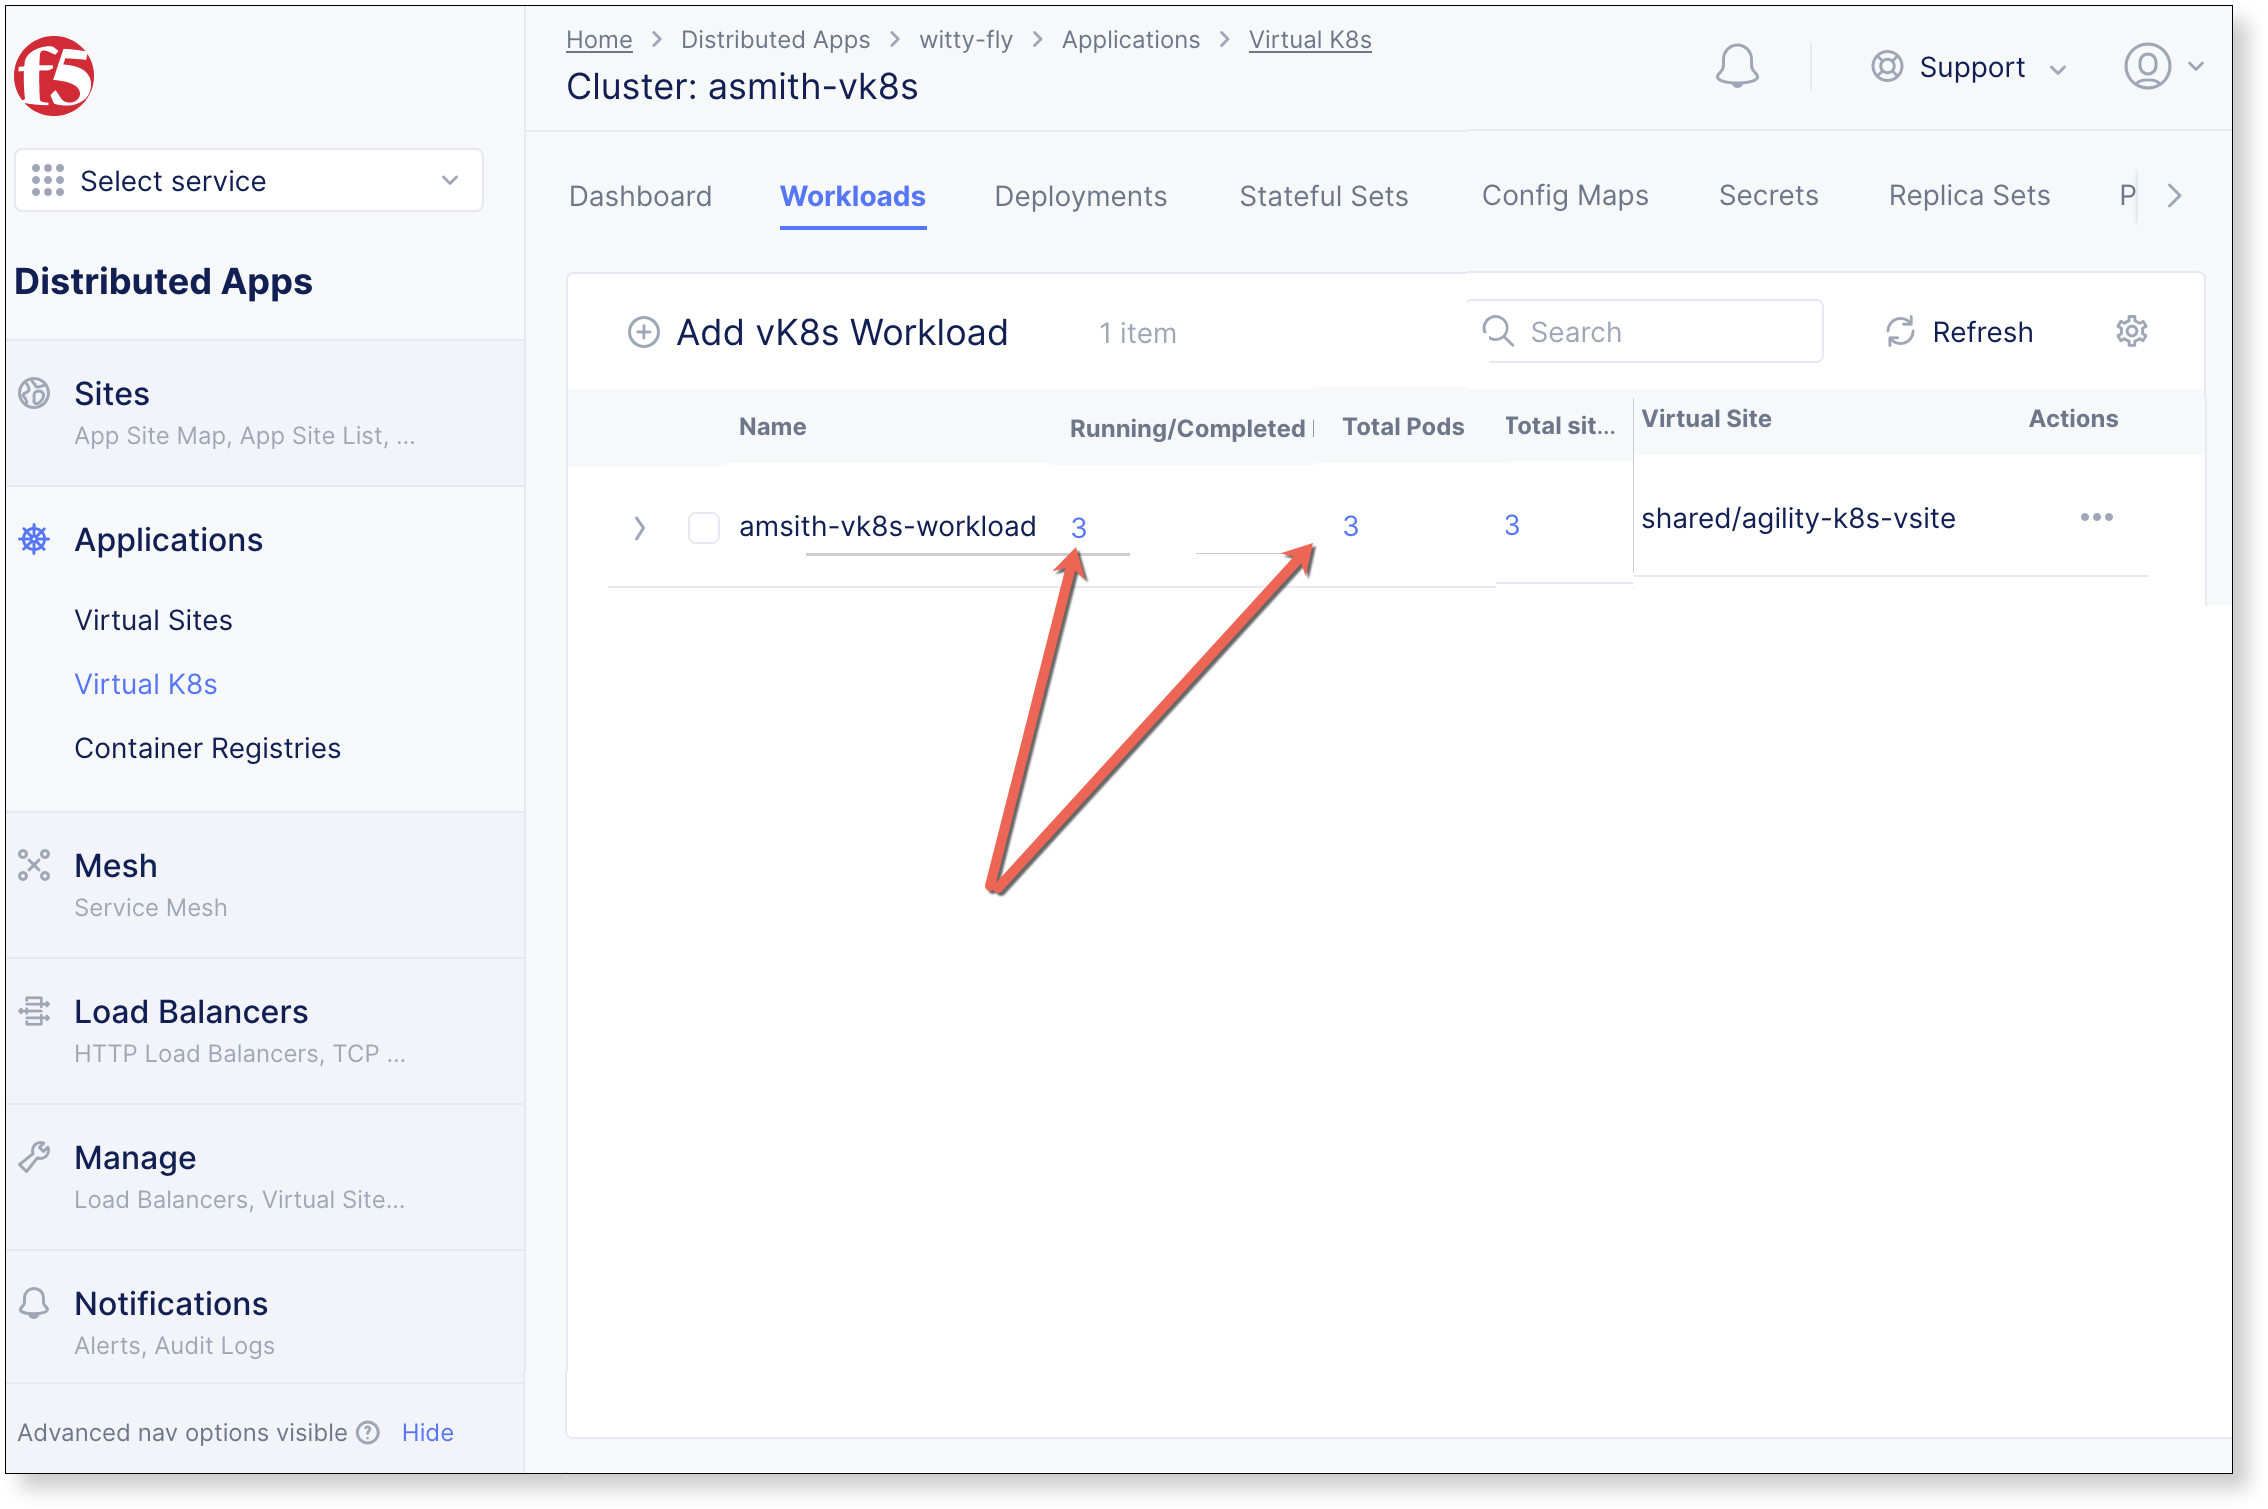 f5
Select service
Distributed Apps
Sites
App Site Map, App Site List, ...
Applications
Virtual Sites
Virtual K8s
Container Registries
Mesh
Service Mesh
Load Balancers
HTTP Load Balancers, TCP ...
Manage
Load Balancers, Virtual Site...
Notifications
Alerts, Audit Logs
Advanced nav options visible Hide
Home > Distributed Apps > witty-fly > Applications > Virtual K8s
Cluster: asmith-vk8s
Support
Dashboard Workloads Deployments Stateful Sets Config Maps Secrets Replica Sets P
Add vK8s Workload 1 item Search Refresh
Name Running/Completed Total Pods Total sit... Virtual Site Actions
amsith-vk8s-workload 3 3 3 shared/agility-k8s-vsite